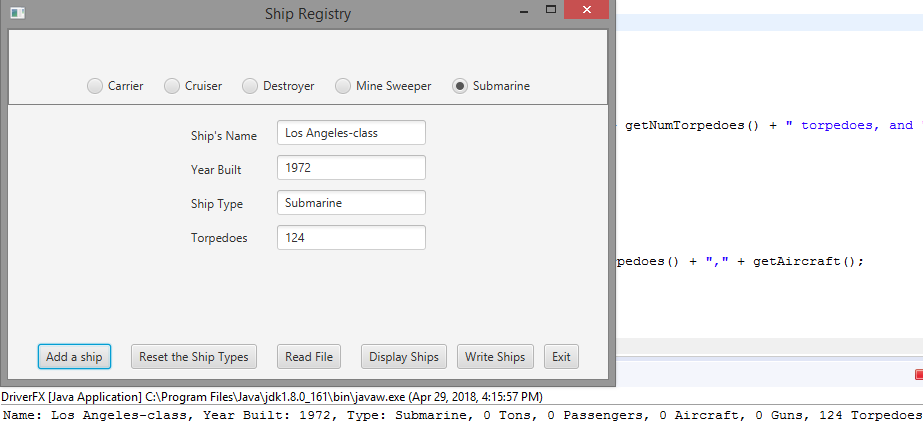 Ship Registry
Carrier Cruiser Destroyer Mine Sweeper Submarine
getNumTorpedoes() + " torpedoes, and
Ship's Name Los Angeles-class
Year Built 1972
Ship Type Submarine
Torpedoes 124
pedoes() + "," + getAircraft();
Add a ship Reset the Ship Types Read File Display Ships Write Ships Exit
DriverFX [Java Application] C:\Program Files\Java\jdk1.8.0_161\bin\javaw.exe (Apr 29, 2018, 4:15:57 PM)
Name: Los Angeles-class, Year Built: 1972, Type: Submarine, 0 Tons, 0 Passengers, 0 Aircraft, 0 Guns, 124 Torpedoes